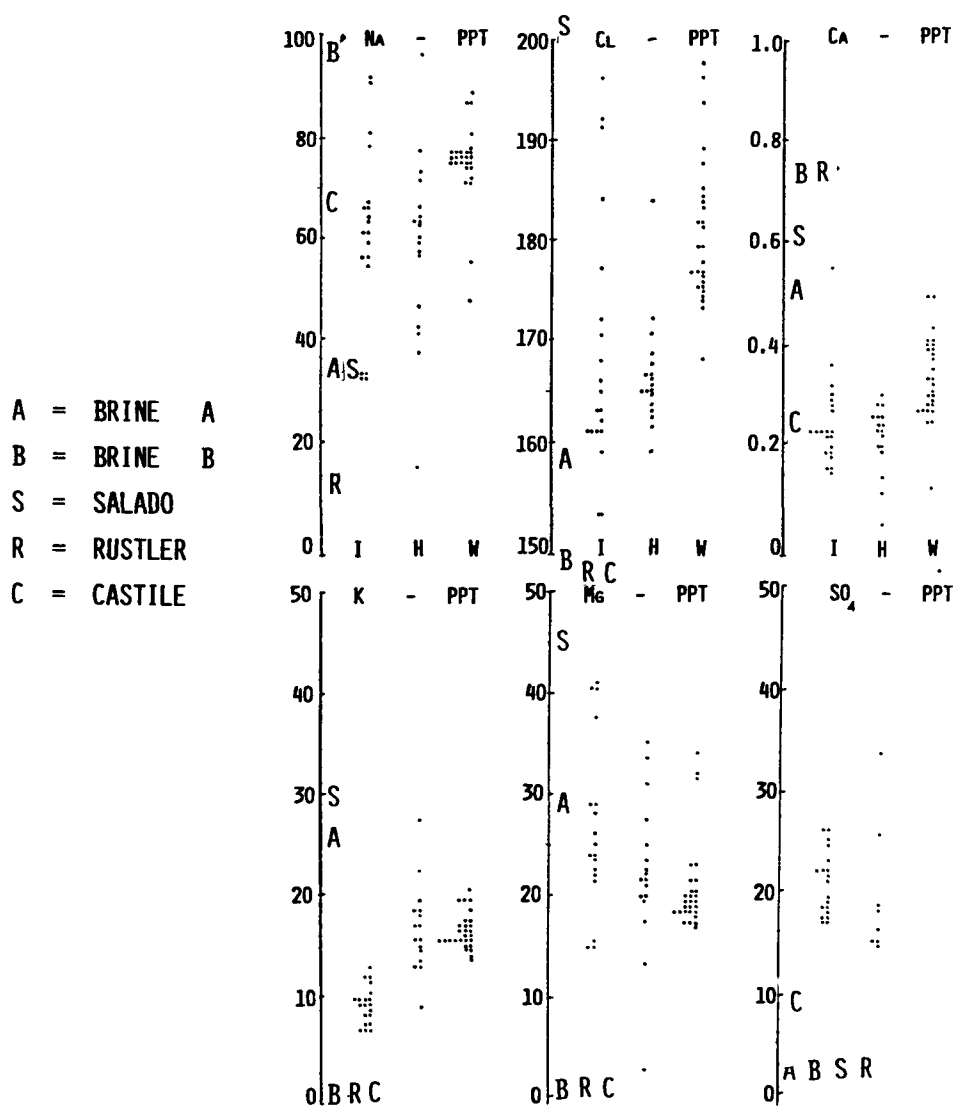 NA - PPT
100
B'
80
C
60
40
A S
20
R
0
I H W
S
200
CL - PPT
190
180
170
160
A
150
I H W
B R C
CA - PPT
1.0
0.8
B R
S
0.6
A
0.4
C
0.2
0
I H W
A = BRINE A
B = BRINE B
S = SALADO
R = RUSTLER
C = CASTILE
K - PPT
50
40
30
S
A
20
10
0
B R C
MG - PPT
50
S
40
30
A
20
10
0
B R C
SO4 - PPT
50
40
30
20
10
C
A B S R
0